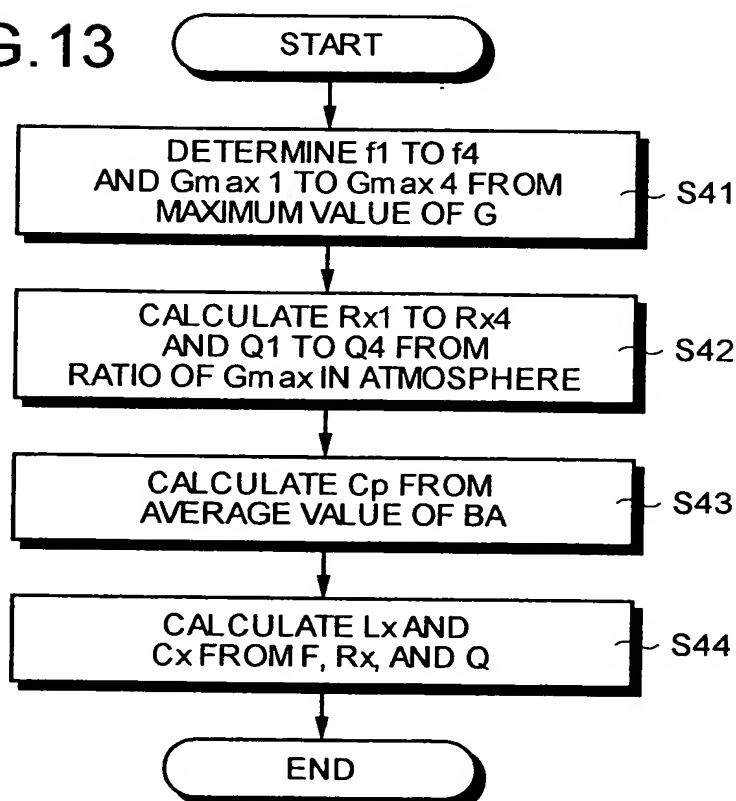 G.13
START
DETERMINE f1 TO f4
AND Gmax 1 TO Gmax 4 FROM
MAXIMUM VALUE OF G
S41
CALCULATE Rx1 TO Rx4
AND Q1 TO Q4 FROM
RATIO OF Gmax IN ATMOSPHERE
S42
CALCULATE Cp FROM
AVERAGE VALUE OF BA
S43
CALCULATE Lx AND
Cx FROM F, Rx, AND Q
S44
END